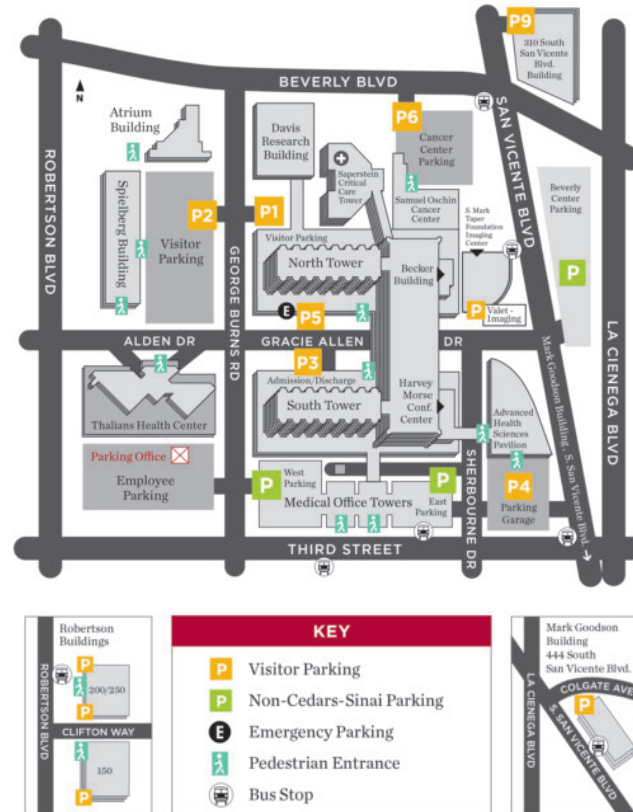 P9
310 South
San Vicente
Blvd.
Building
BEVERLY BLVD
N
Atrium
Building
Davis
Research
Building
P6
Cancer
Center
Parking
SAN VICENTE BLVD
ROBERTSON BLVD
Saperstein
Critical
Care
Tower
Spielberg Building
P2
P1
Visitor
Parking
GEORGE BURNS RD
Samuel Oschin
Cancer
Center
S. Mark
Taper
Foundation
Imaging
Center
Beverly
Center
Parking
P
Visitor Parking
North Tower
Becker
Building
E
P5
P
Valet -
Imaging
LA CIENEGA BLVD
ALDEN DR
GRACIE ALLEN
DR
P3
Admission/Discharge
South Tower
Harvey
Morse
Conf.
Center
Mark Goodson Building, S. San Vicente Blvd. →
Thalians Health Center
Advanced
Health
Sciences
Pavilion
Parking Office
Employee
Parking
P
West
Parking
Medical Office Towers
P
East
Parking
SHERBOURNE DR
P4
Parking
Garage
THIRD STREET
Robertson
Buildings
ROBERTSON BLVD
P
200/250
P
CLIFTON WAY
150
P
KEY
P Visitor Parking
P Non-Cedars-Sinai Parking
E Emergency Parking
Pedestrian Entrance
Bus Stop
Mark Goodson
Building
444 South
San Vicente Blvd.
LA CIENEGA BLVD
COLGATE AVE
P
S. SAN VICENTE BLVD